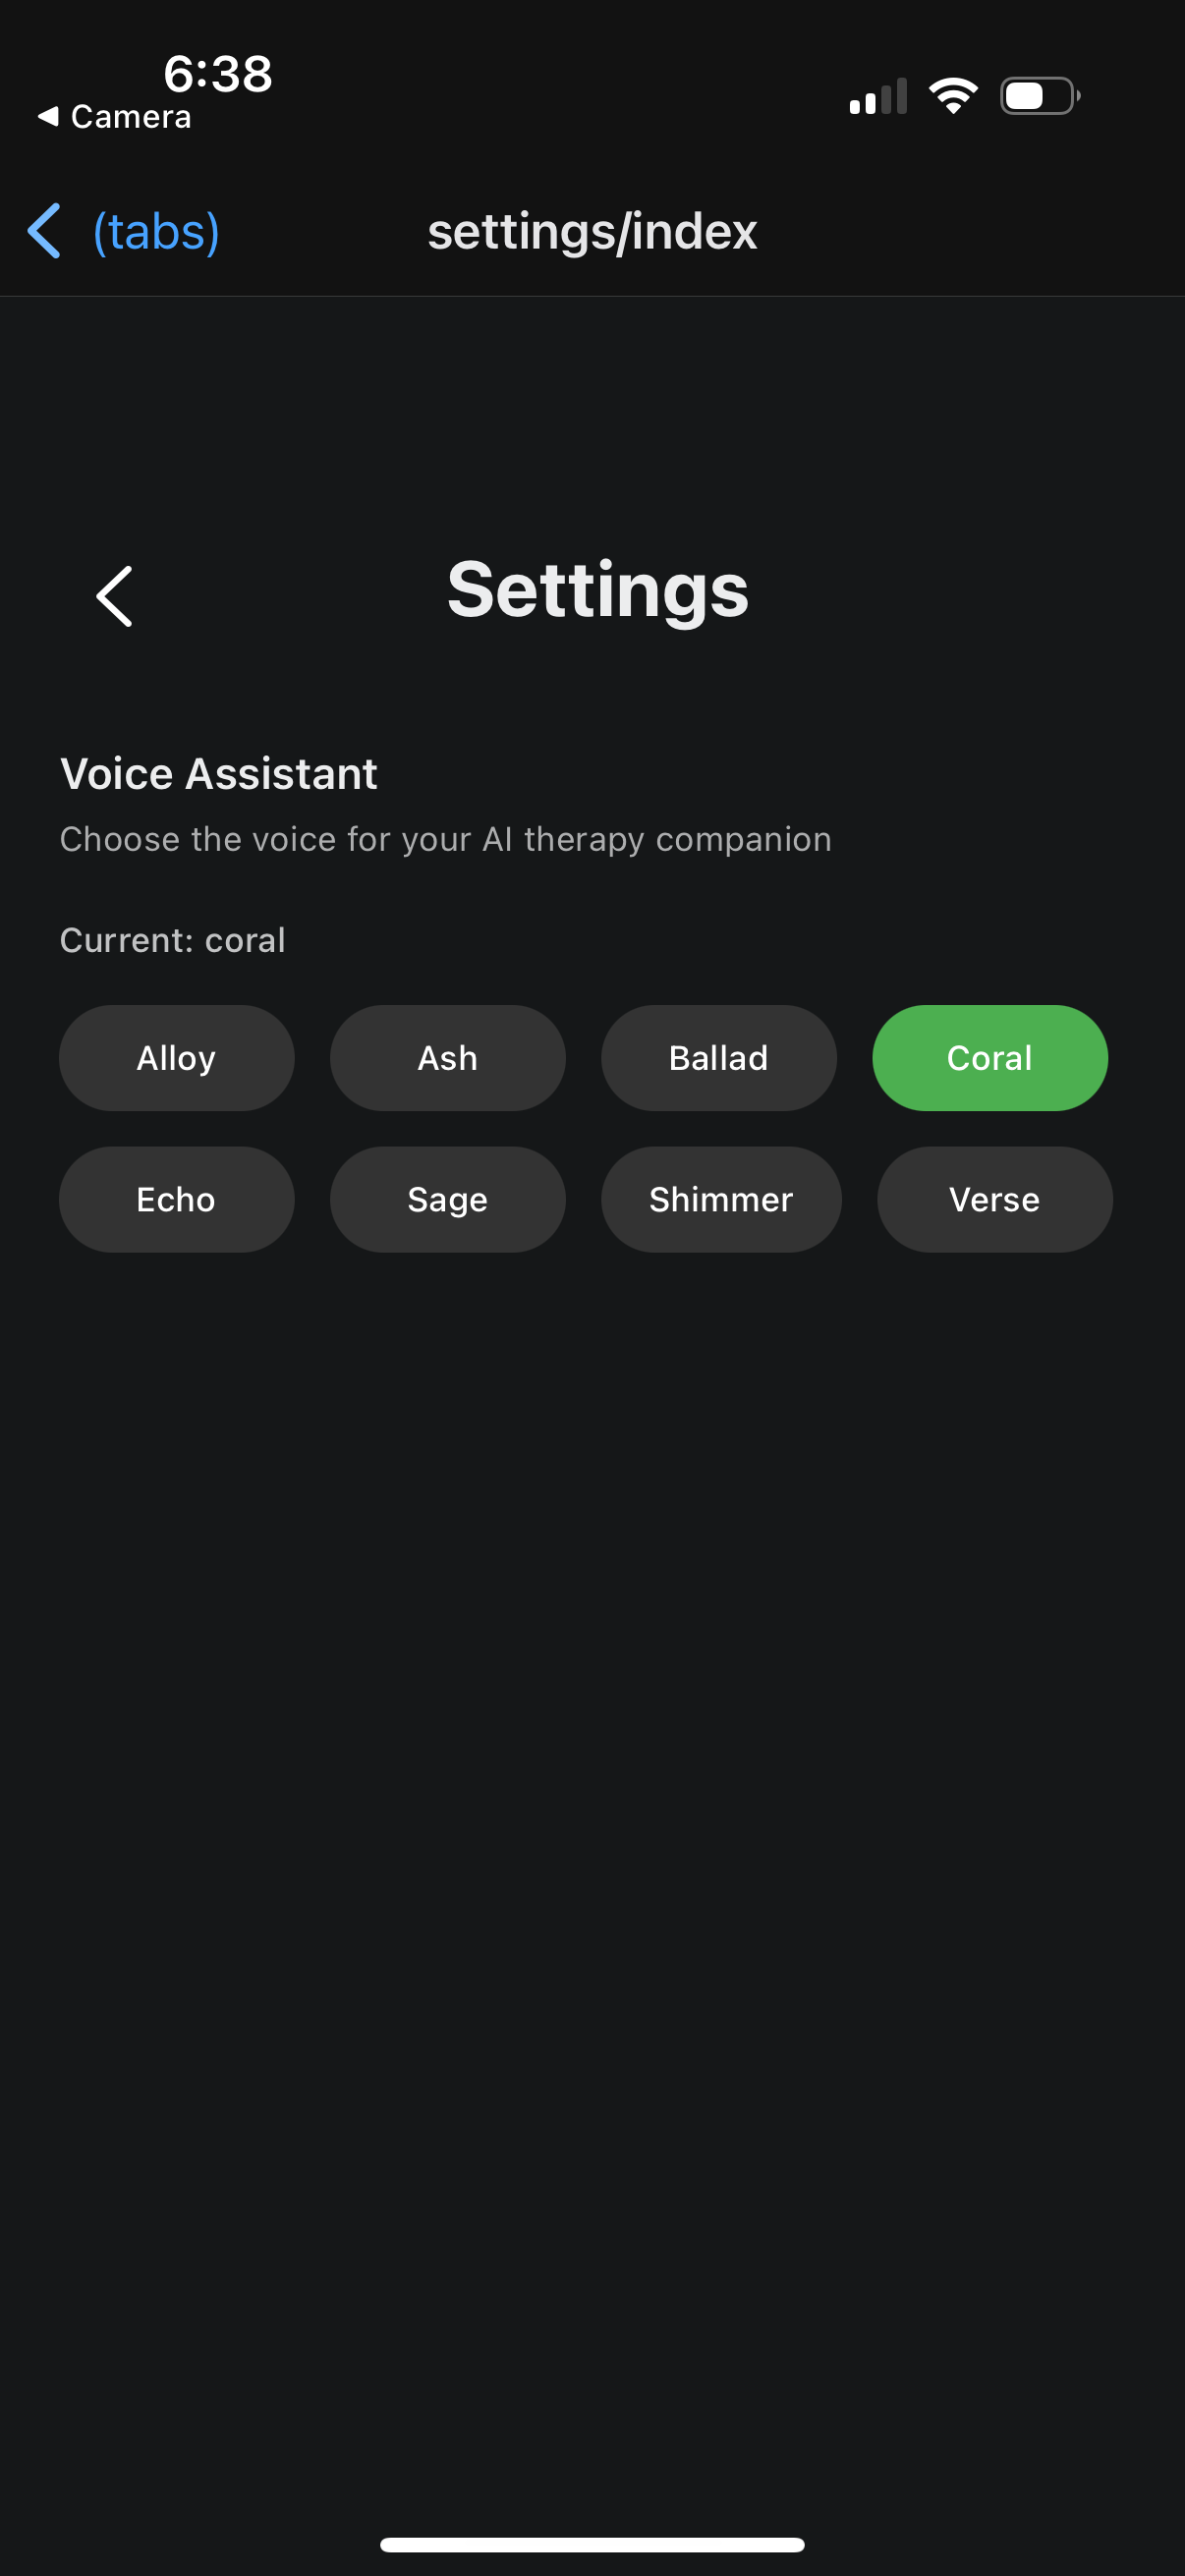 6:38
Camera
(tabs)
settings/index
Settings
Voice Assistant
Choose the voice for your AI therapy companion
Current: coral
Alloy Ash Ballad Coral
Echo Sage Shimmer Verse